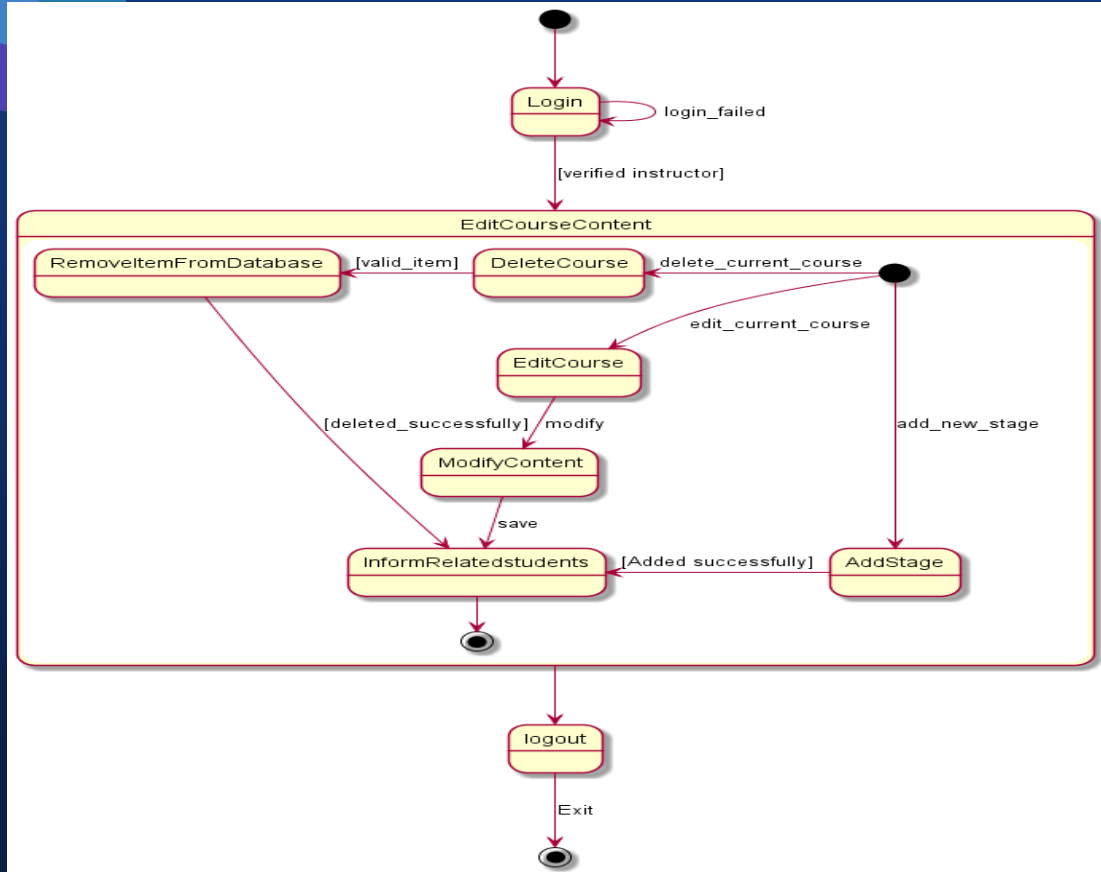 Login
login_failed
[verified instructor]
EditCourseContent
RemoveItemFromDatabase
[valid_item]
DeleteCourse
delete_current_course
edit_current_course
EditCourse
[deleted_successfully]
modify
add_new_stage
ModifyContent
save
InformRelatedstudents
[Added successfully]
AddStage
logout
Exit